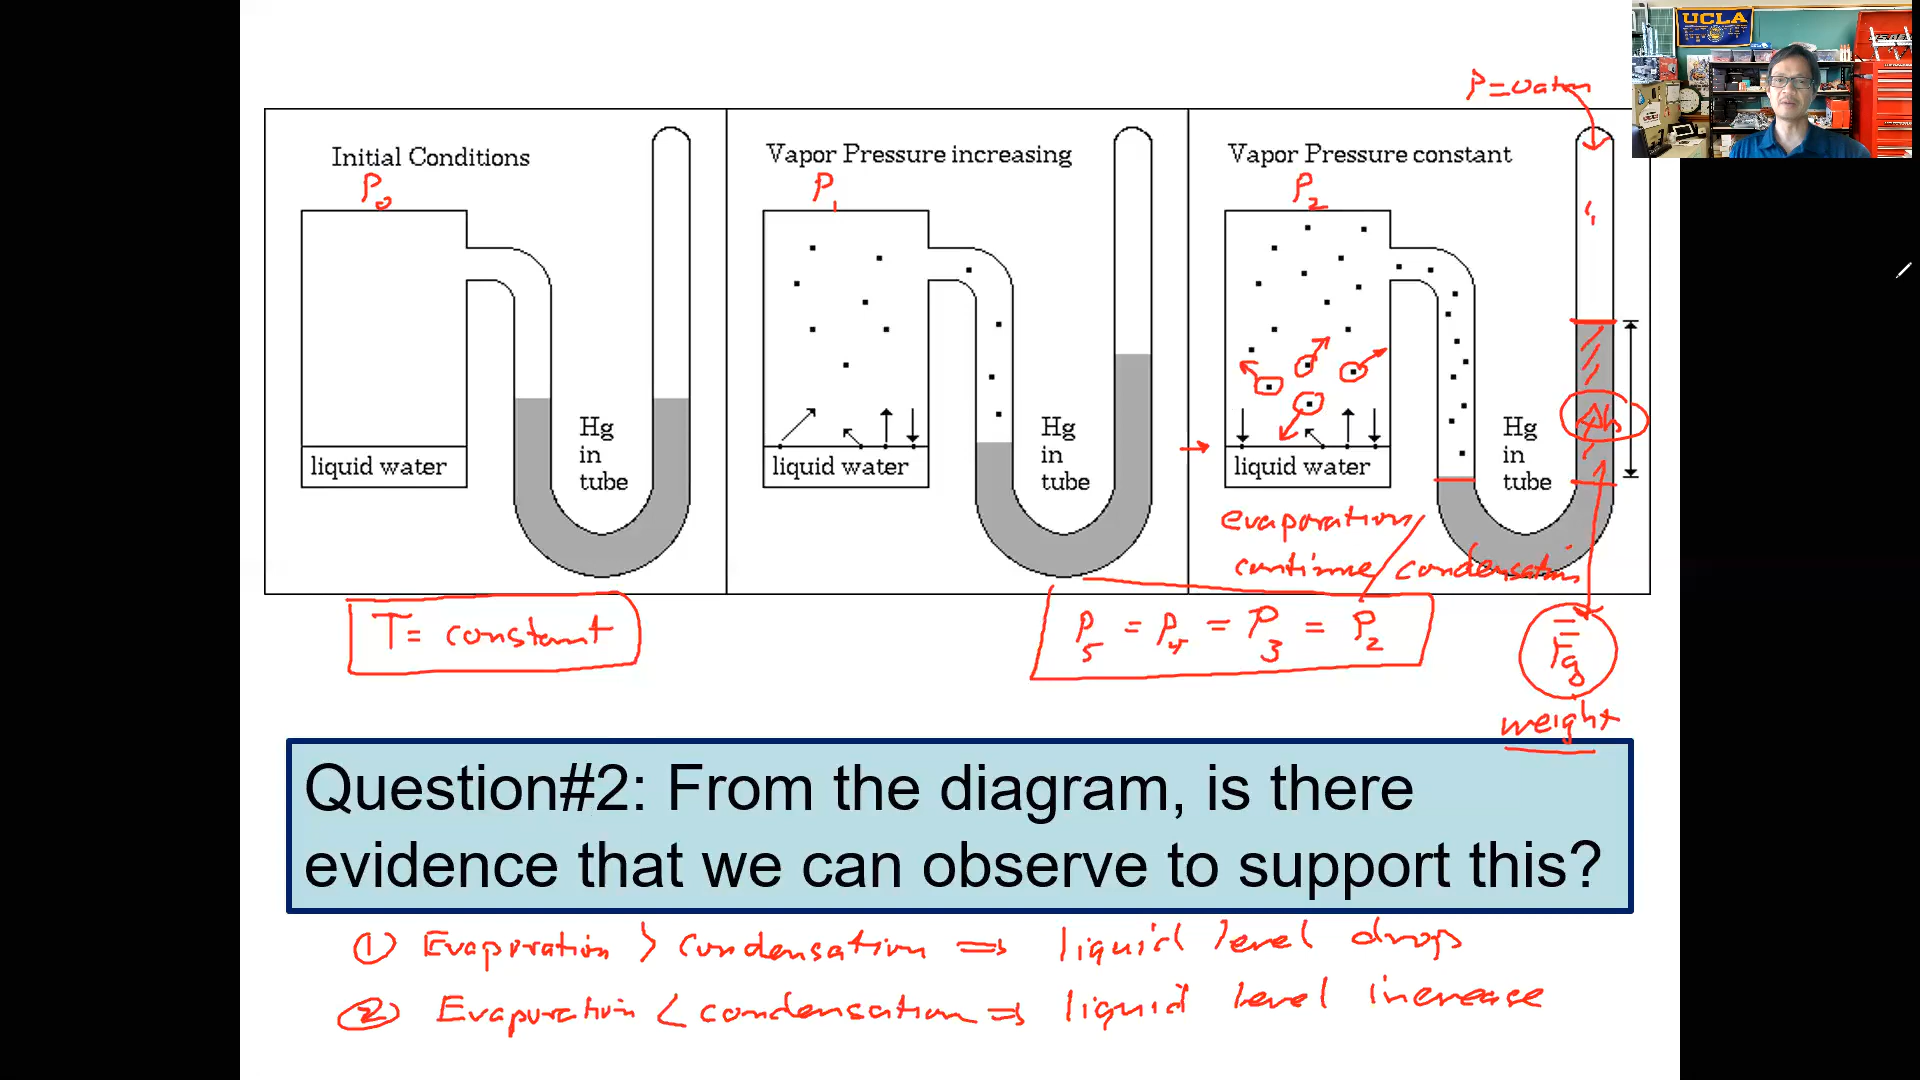 UCLA
P=0atm
Initial Conditions
P0
liquid water
Hg
in
tube
Vapor Pressure increasing
P1
liquid water
Hg
in
tube
Vapor Pressure constant
P2
liquid water
Hg
in
tube
Δh
evaporation/
continue/condensation
T= constant
P5 = P4 = P3 = P2
Fg
weight
Question#2: From the diagram, is there
evidence that we can observe to support this?
① Evaporation > condensation ⇒ liquid level drops
② Evaporation < condensation ⇒ liquid level increase